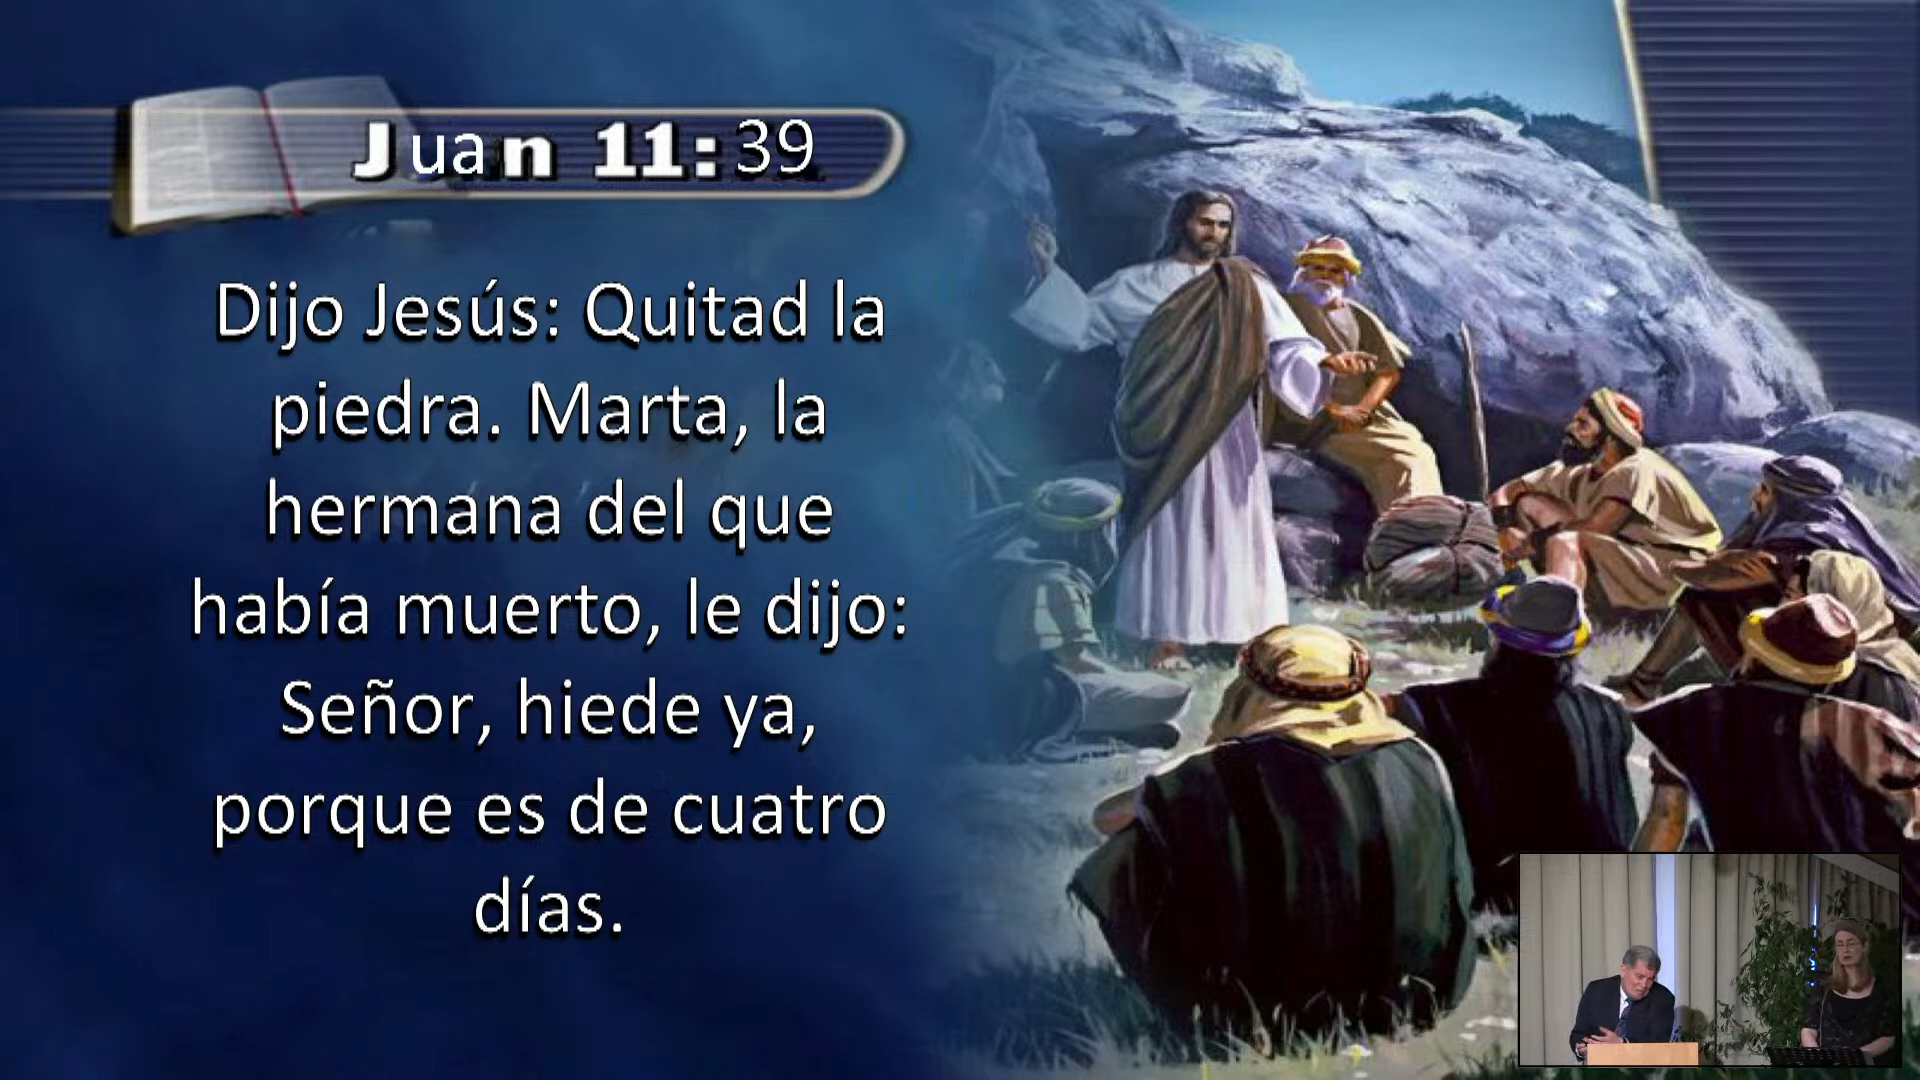 Juan 11:39
Dijo Jesús: Quitad la
piedra. Marta, la
hermana del que
había muerto, le dijo:
Señor, hiede ya,
porque es de cuatro
días.